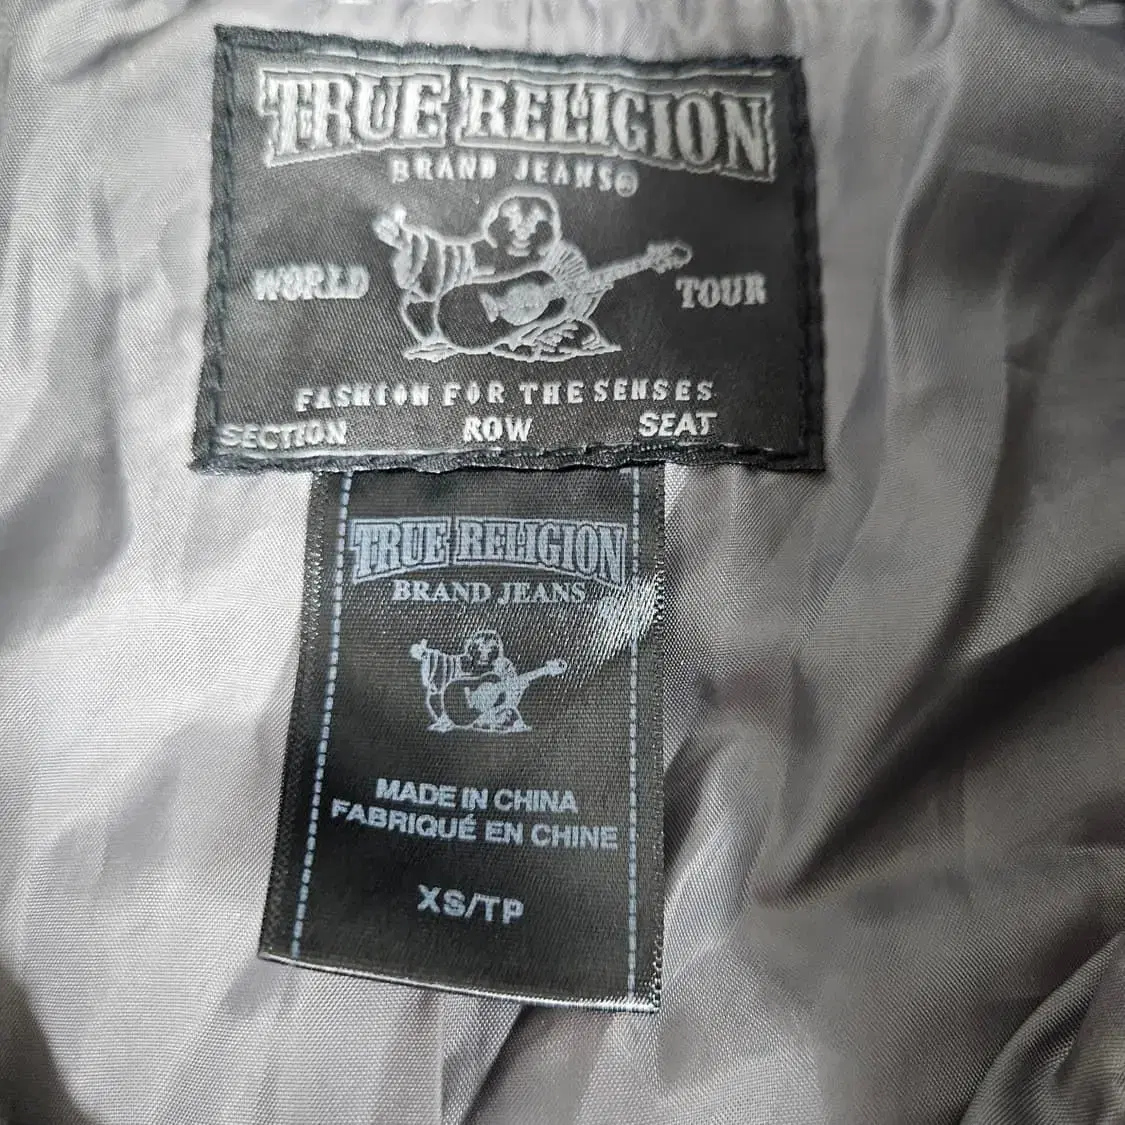 TRUE RELIGION
BRAND JEANS®
WORLD TOUR
FASHION FOR THE SENSES
SECTION ROW SEAT
TRUE RELIGION
BRAND JEANS
MADE IN CHINA
FABRIQUÉ EN CHINE
XS/TP